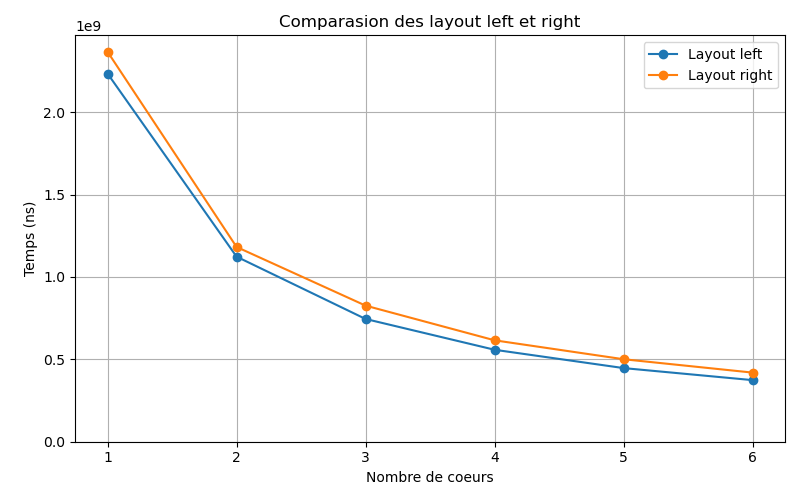 Comparasion des layout left et right
1e9
Layout left
Layout right
2.0
1.5
1.0
0.5
0.0
Temps (ns)
1 2 3 4 5 6
Nombre de coeurs